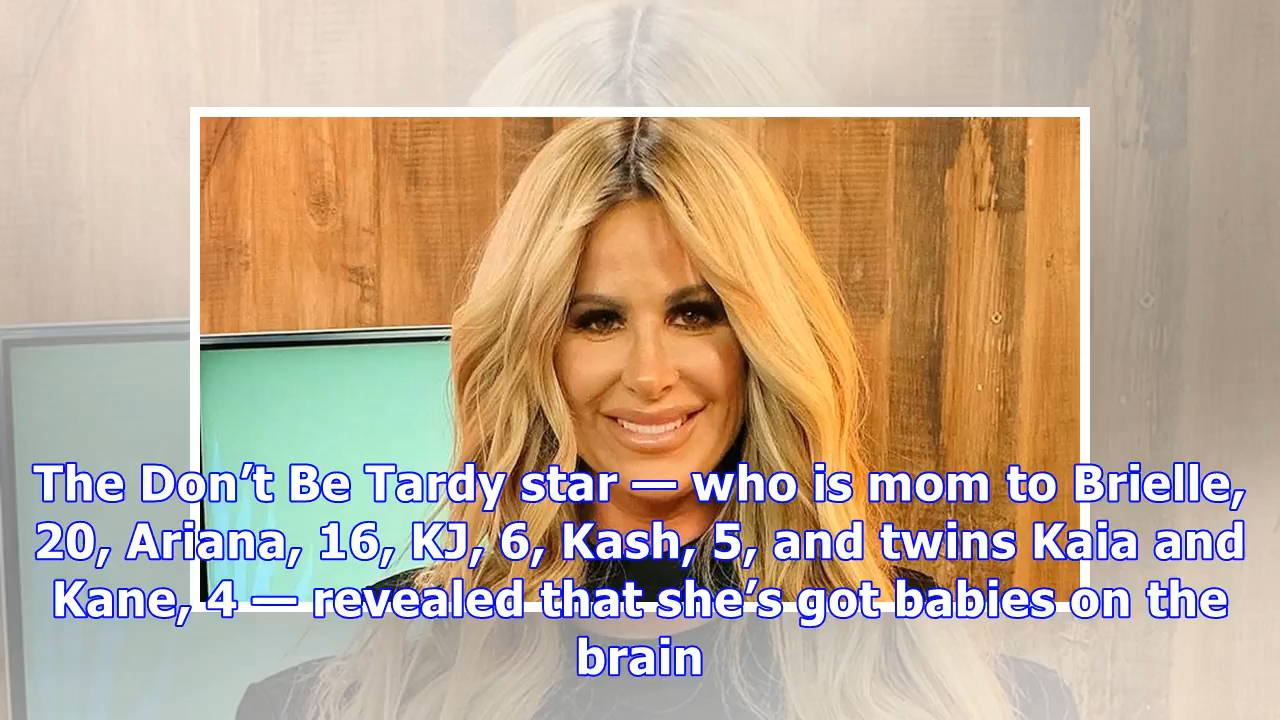 The Don’t Be Tardy star — who is mom to Brielle,
20, Ariana, 16, KJ, 6, Kash, 5, and twins Kaia and
Kane, 4 — revealed that she’s got babies on the
brain